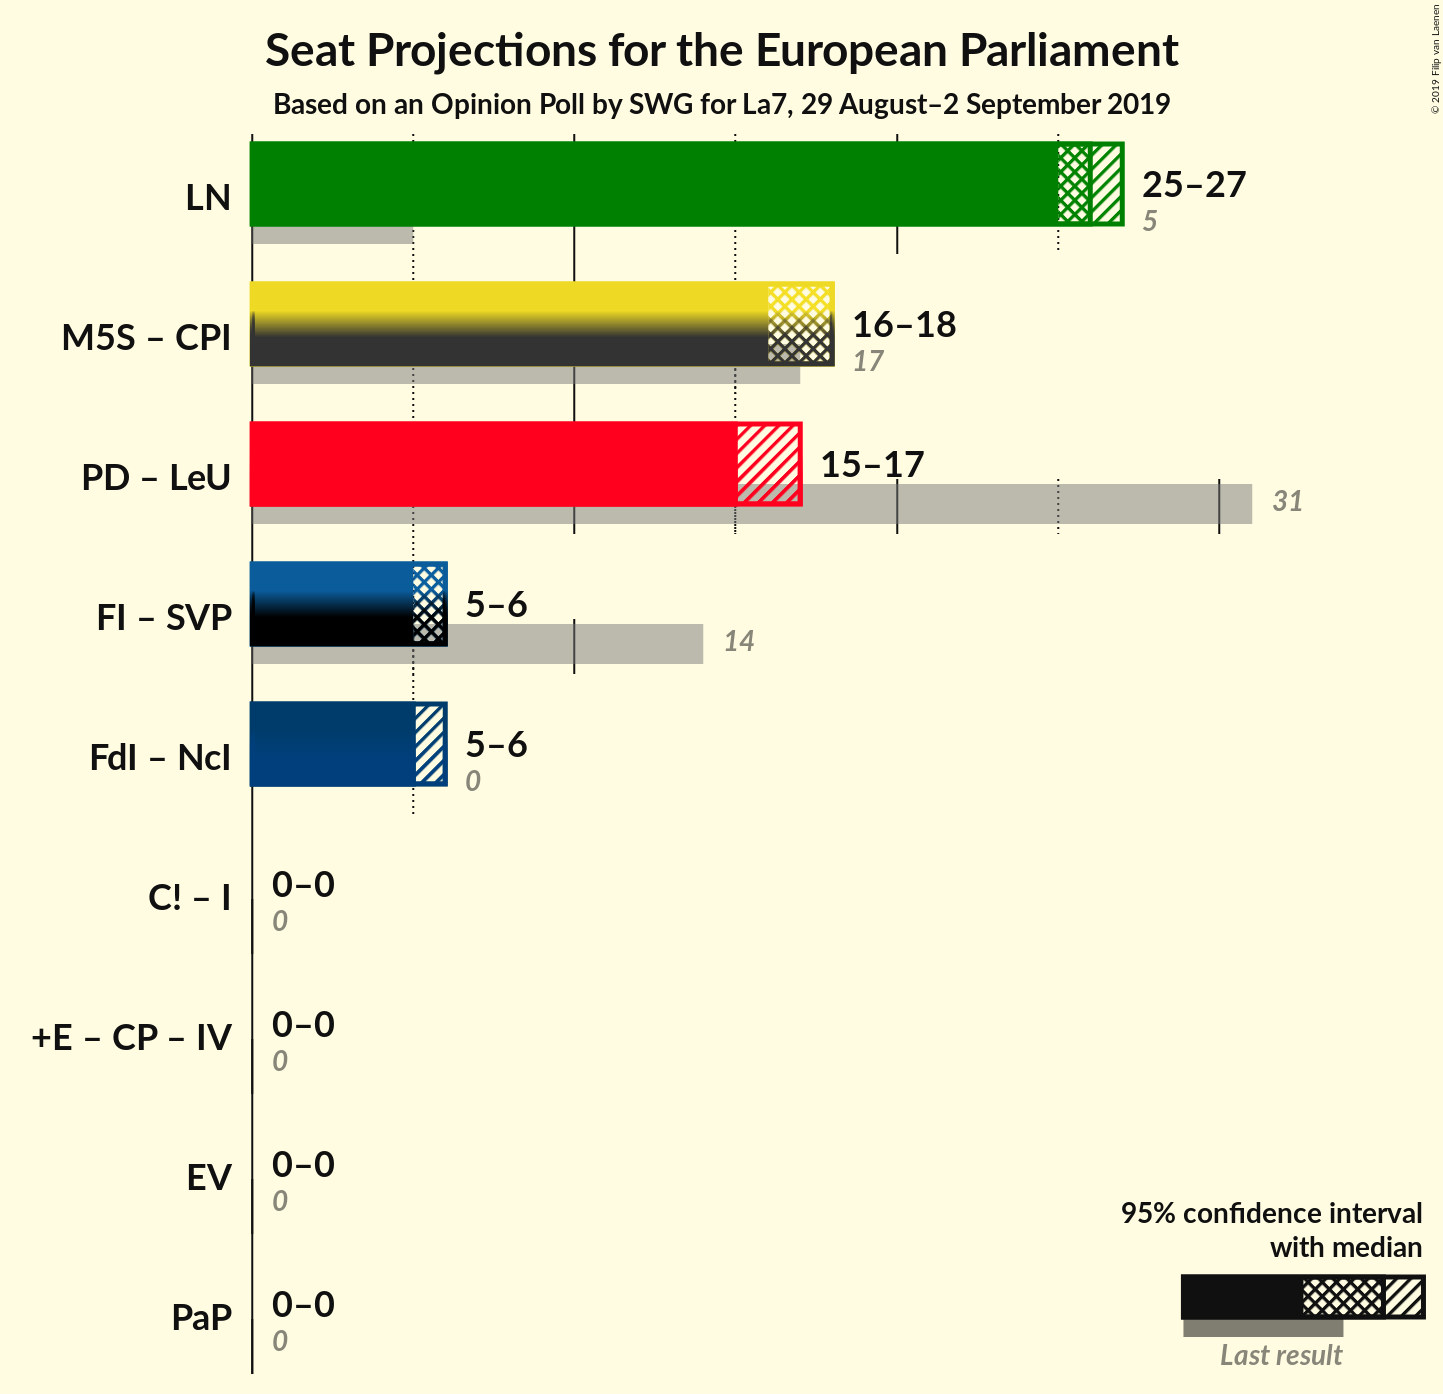 Seat Projections for the European Parliament
Based on an Opinion Poll by SWG for La7, 29 August–2 September 2019
© 2019 Filip van Laenen
LN
25–27
5
M5S – CPI
16–18
17
PD – LeU
15–17
31
FI – SVP
5–6
14
FdI – NcI
5–6
0
C! – I
0–0
0
+E – CP – IV
0–0
0
EV
0–0
0
PaP
0–0
0
95% confidence interval
with median
Last result